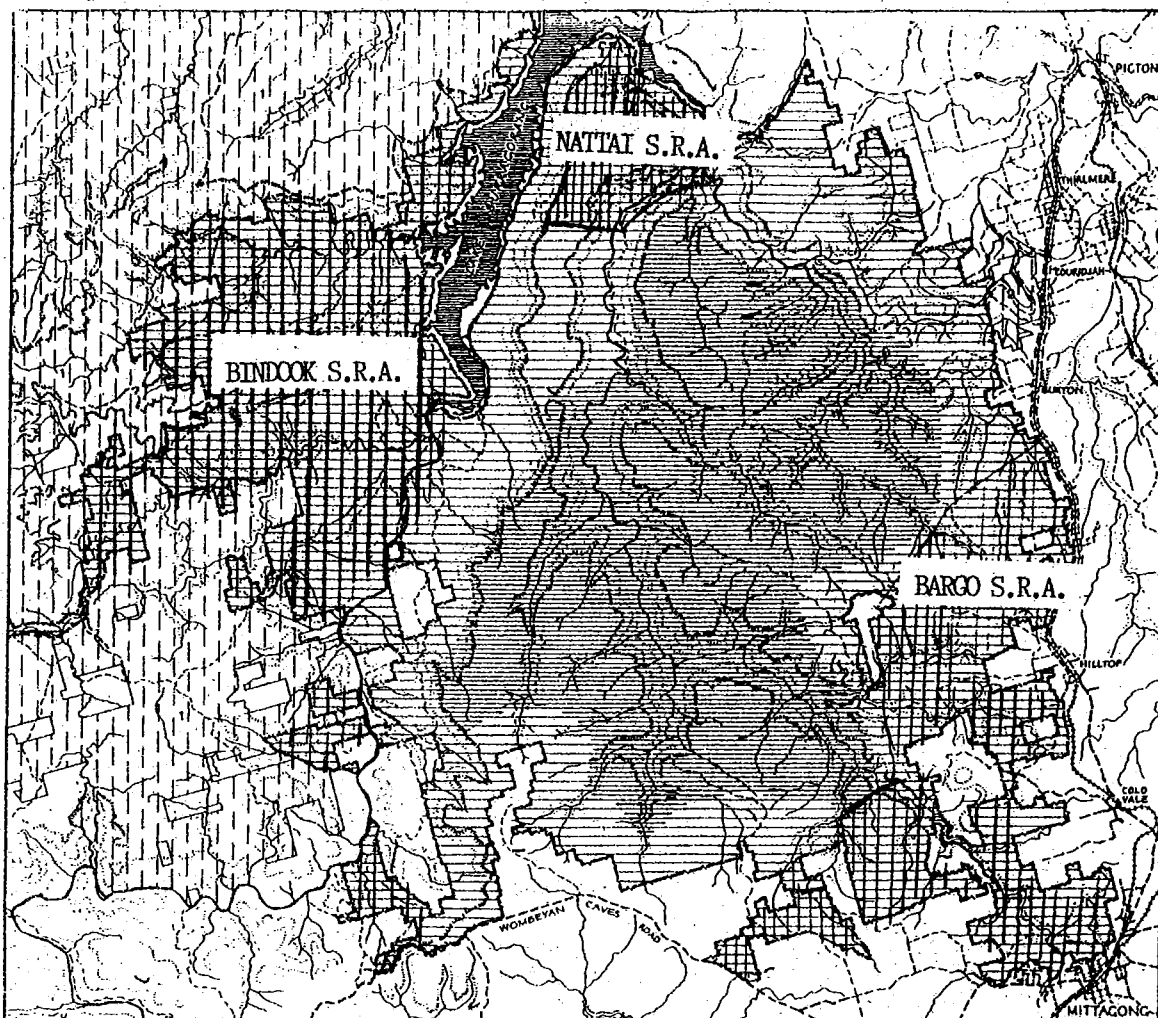 PICTON
NATTAI S.R.A.
THIRLMERE
COURIDJAH
BINDOOK S.R.A.
BUXTON
BARGO S.R.A.
HILLTOP
COLO
VALE
WOMBEYAN CAVES ROAD
MITTAGONG